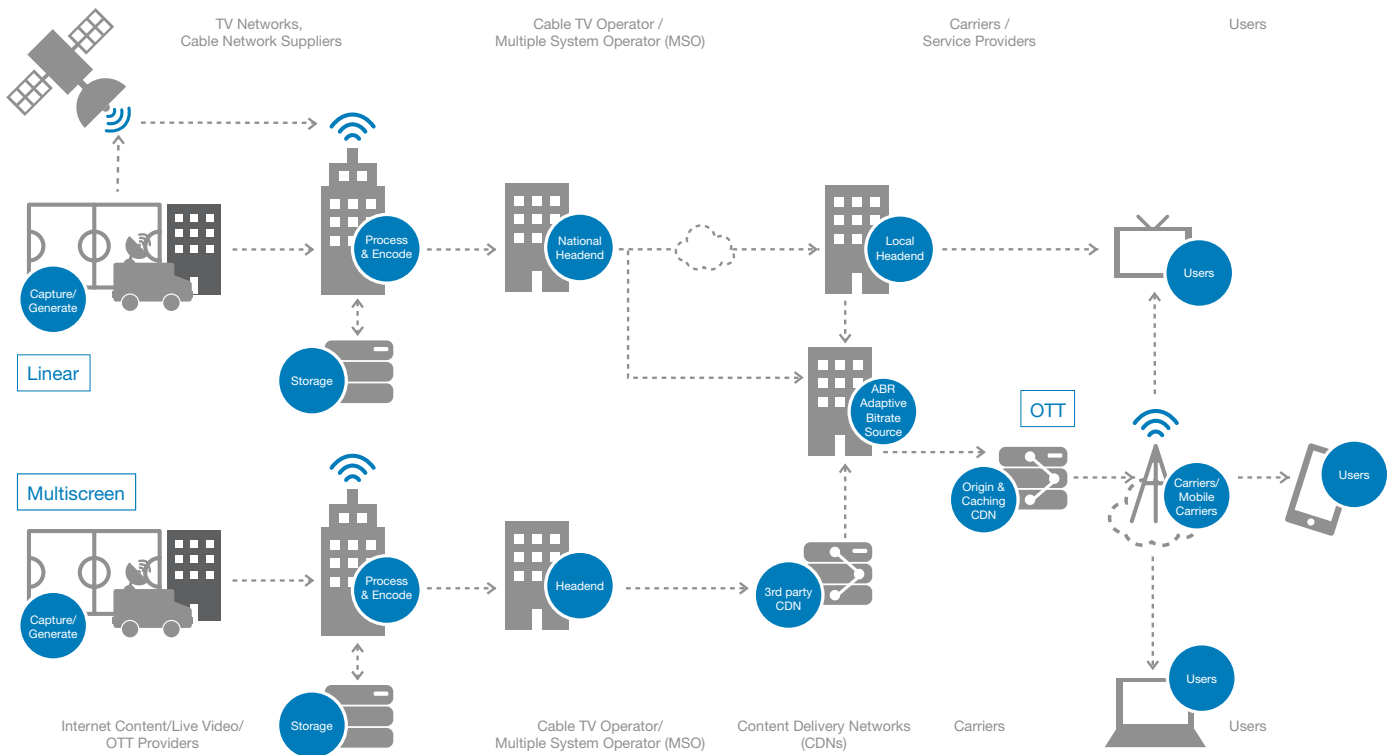 TV Networks,
Cable Network Suppliers
Cable TV Operator /
Multiple System Operator (MSO)
Carriers /
Service Providers
Users
Capture/
Generate
Process
& Encode
National
Headend
Local
Headend
Users
Linear
Storage
ABR
Adaptive
Bitrate
Source
OTT
Multiscreen
Origin &
Caching
CDN
Carriers/
Mobile
Carriers
Users
Capture/
Generate
Process
& Encode
Headend
3rd party
CDN
Users
Storage
Internet Content/Live Video/
OTT Providers
Cable TV Operator/
Multiple System Operator (MSO)
Content Delivery Networks
(CDNs)
Carriers
Users